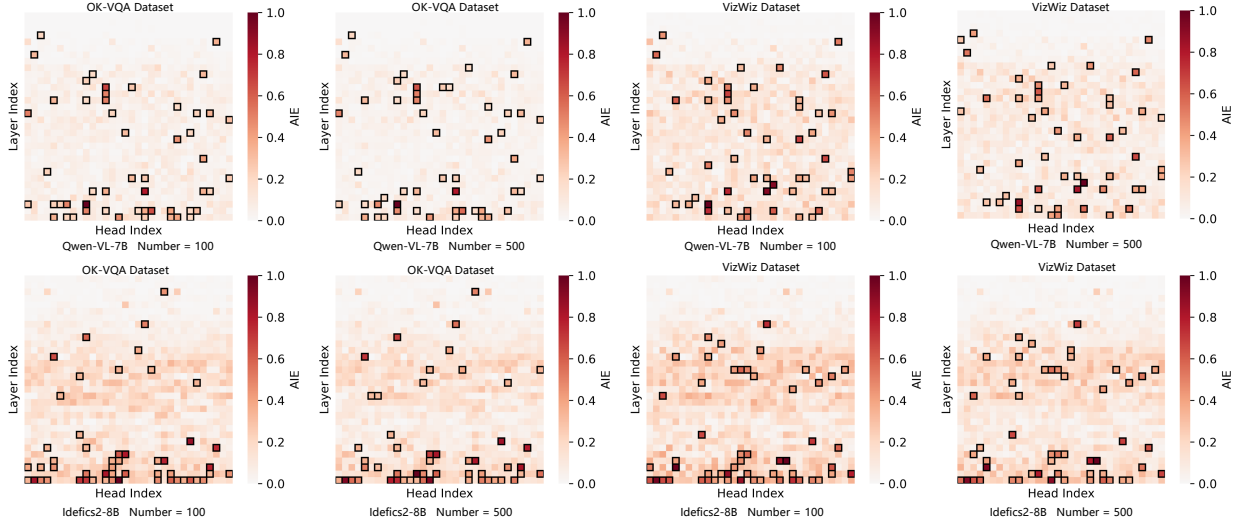 OK-VQA Dataset
Layer Index
Head Index
1.0
0.8
0.6
0.4
0.2
0.0
AIE
Qwen-VL-7B Number = 100
OK-VQA Dataset
Layer Index
Head Index
1.0
0.8
0.6
0.4
0.2
0.0
AIE
Qwen-VL-7B Number = 500
VizWiz Dataset
Layer Index
Head Index
1.0
0.8
0.6
0.4
0.2
0.0
AIE
Qwen-VL-7B Number = 100
VizWiz Dataset
Layer Index
Head Index
1.0
0.8
0.6
0.4
0.2
0.0
AIE
Qwen-VL-7B Number = 500
OK-VQA Dataset
Layer Index
Head Index
1.0
0.8
0.6
0.4
0.2
0.0
AIE
Idefics2-8B Number = 100
OK-VQA Dataset
Layer Index
Head Index
1.0
0.8
0.6
0.4
0.2
0.0
AIE
Idefics2-8B Number = 500
VizWiz Dataset
Layer Index
Head Index
1.0
0.8
0.6
0.4
0.2
0.0
AIE
Idefics2-8B Number = 100
VizWiz Dataset
Layer Index
Head Index
1.0
0.8
0.6
0.4
0.2
0.0
AIE
Idefics2-8B Number = 500